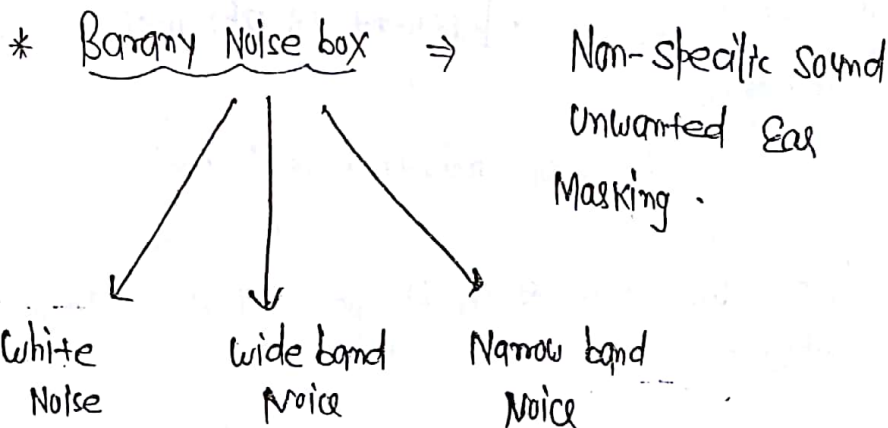 * Barany Noise box ⇒ Non-specific Sound
Unwanted Ear
Masking.
White wide band Narrow band
Noise Noice Noice